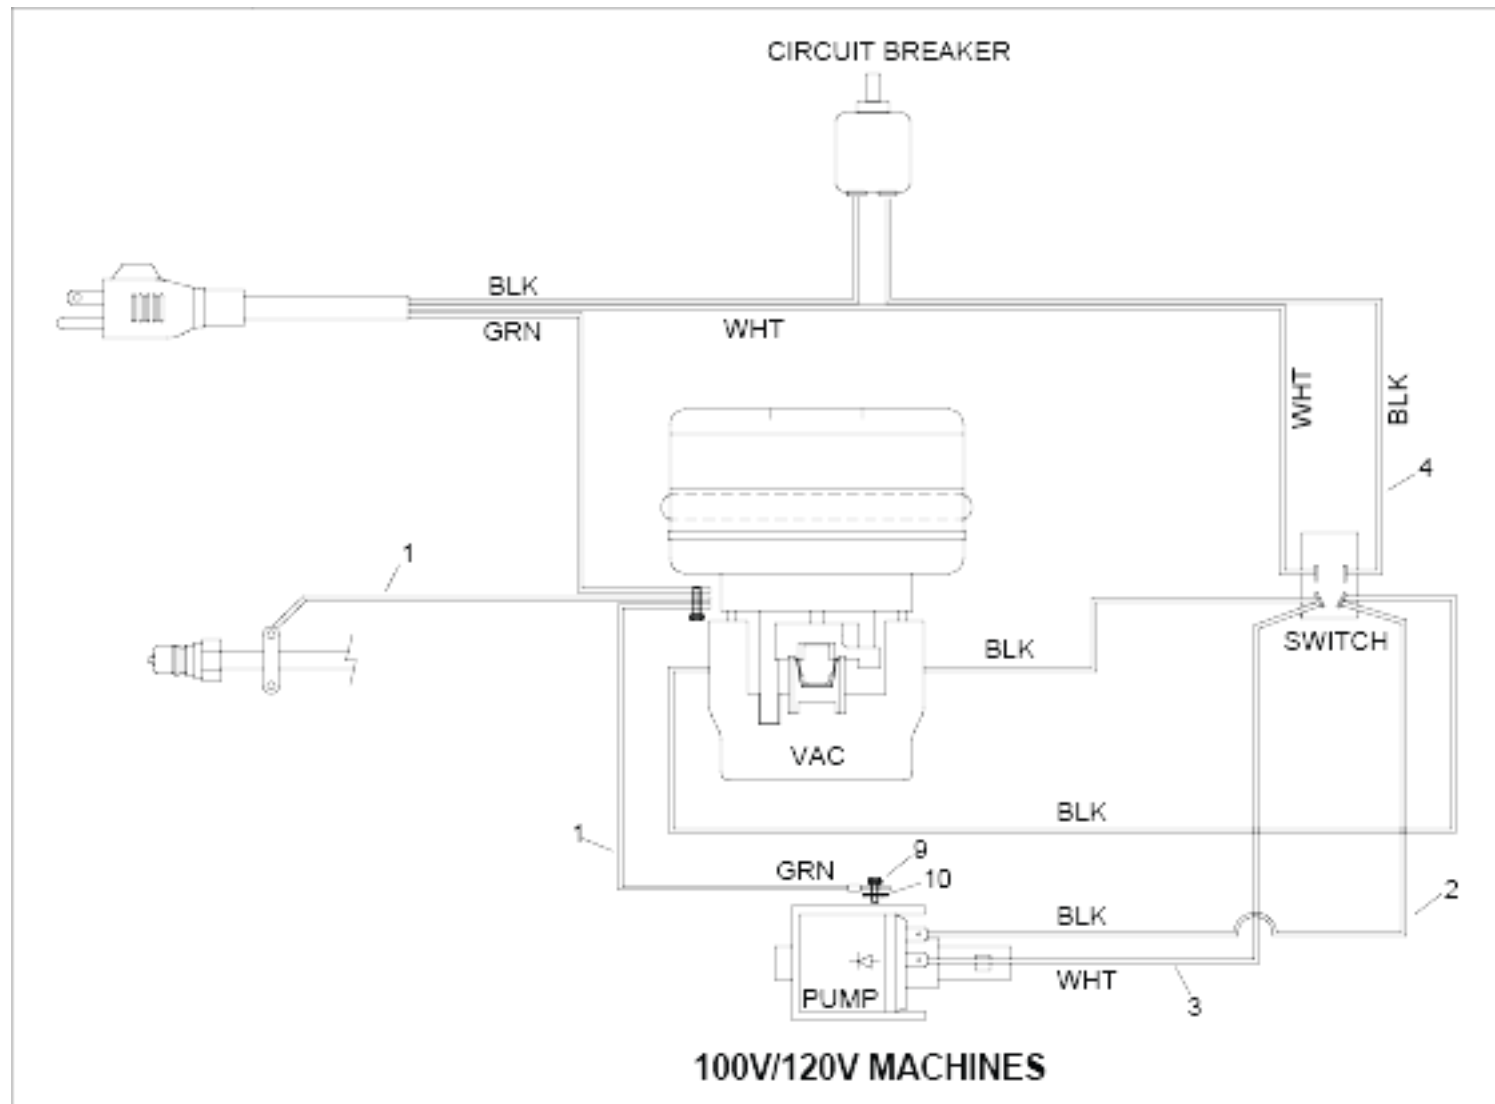 CIRCUIT BREAKER
BLK
GRN
WHT
WHT
BLK
4
1
SWITCH
BLK
VAC
BLK
1
GRN
9
10
BLK
2
WHT
3
PUMP
100V/120V MACHINES